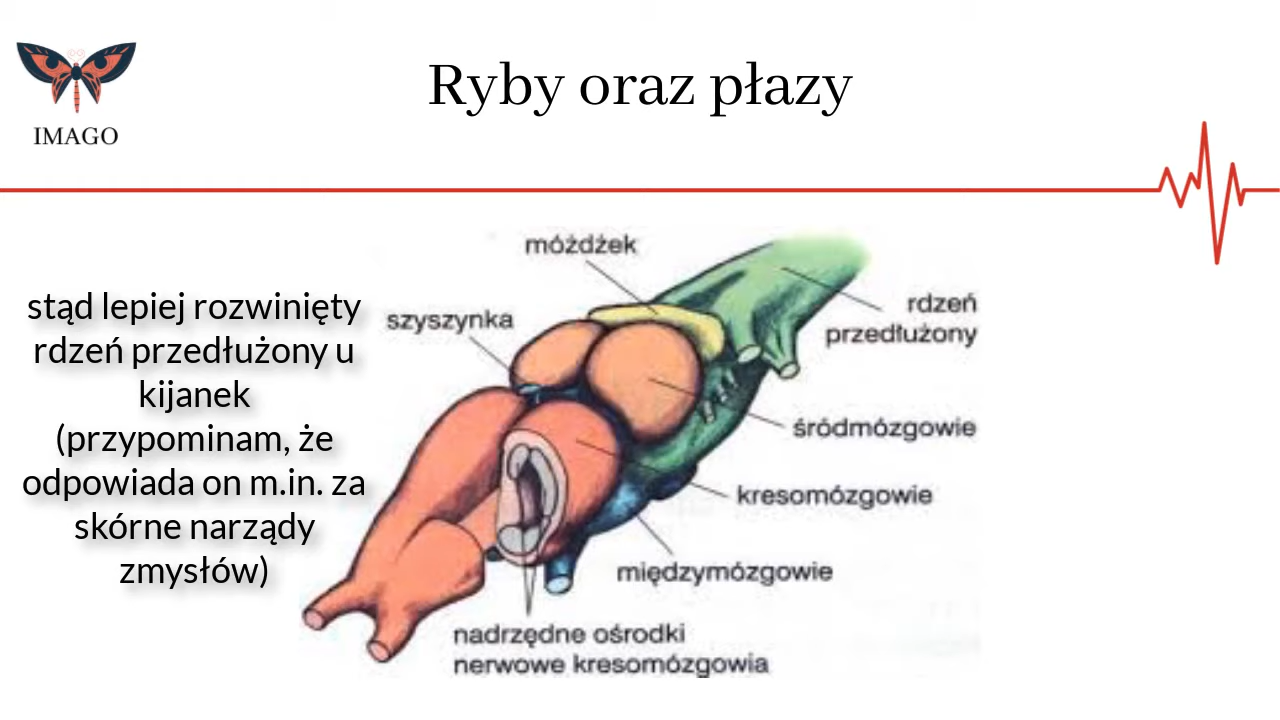 IMAGO
Ryby oraz płazy
stąd lepiej rozwinięty
rdzeń przedłużony u
kijanek
(przypominam, że
odpowiada on m.in. za
skórne narządy
zmysłów)
móżdżek
szyszynka
rdzeń
przedłużony
śródmózgowie
kresomózgowie
międzymózgowie
nadrzędne ośrodki
nerwowe kresomózgowia